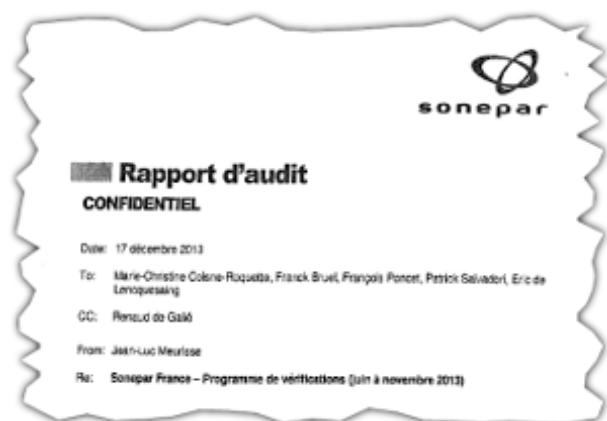 sonepar
Rapport d'audit
CONFIDENTIEL
Date: 17 décembre 2013
To: Marie-Christine Coisne-Roquette, Franck Bruel, François Poncet, Patrick Salvadori, Eric de
Lencquesaing
CC: Renaud de Galié
From: Jean-Luc Meurisse
Re: Sonepar France – Programme de vérifications (juin à novembre 2013)